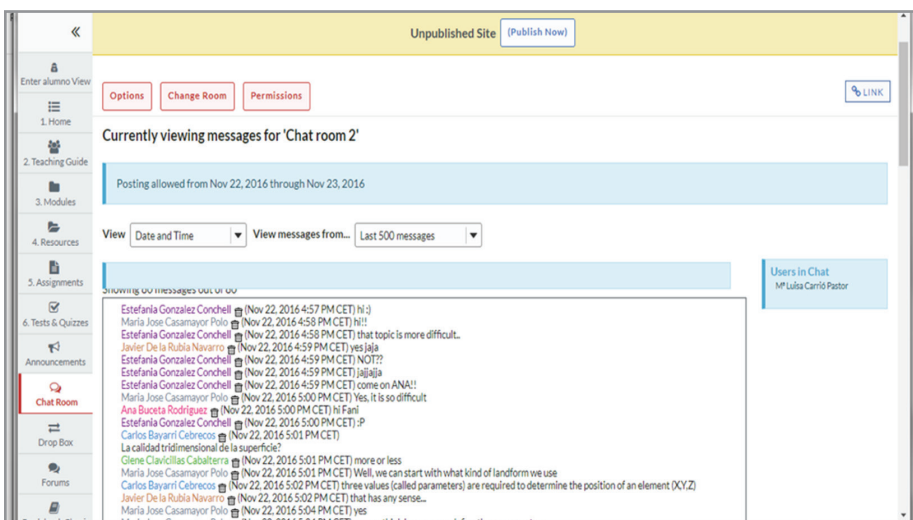 Unpublished Site (Publish Now)
Enter alumno View
1. Home
2. Teaching Guide
3. Modules
4. Resources
5. Assignments
6. Tests & Quizzes
Announcements
Chat Room
Drop Box
Forums
Options Change Room Permissions LINK
Currently viewing messages for 'Chat room 2'
Posting allowed from Nov 22, 2016 through Nov 23, 2016
View Date and Time View messages from... Last 500 messages
Users in Chat
Mª Luisa Carrió Pastor
Showing 80 messages out of 80
Estefania Gonzalez Conchell (Nov 22, 2016 4:57 PM CET) hi :)
Maria Jose Casamayor Polo (Nov 22, 2016 4:58 PM CET) hi!!
Estefania Gonzalez Conchell (Nov 22, 2016 4:58 PM CET) that topic is more difficult..
Javier De la Rubia Navarro (Nov 22, 2016 4:59 PM CET) yes jaja
Estefania Gonzalez Conchell (Nov 22, 2016 4:59 PM CET) NOT??
Estefania Gonzalez Conchell (Nov 22, 2016 4:59 PM CET) jajjajja
Estefania Gonzalez Conchell (Nov 22, 2016 4:59 PM CET) come on ANA!!
Maria Jose Casamayor Polo (Nov 22, 2016 5:00 PM CET) Yes, it is so difficult
Ana Buceta Rodriguez (Nov 22, 2016 5:00 PM CET) hi Fani
Estefania Gonzalez Conchell (Nov 22, 2016 5:00 PM CET) :P
Carlos Bayarri Cebrecos (Nov 22, 2016 5:01 PM CET)
La calidad tridimensional de la superficie?
Glene Clavicillas Cabalterra (Nov 22, 2016 5:01 PM CET) more or less
Maria Jose Casamayor Polo (Nov 22, 2016 5:01 PM CET) Well, we can start with what kind of landform we use
Carlos Bayarri Cebrecos (Nov 22, 2016 5:02 PM CET) three values (called parameters) are required to determine the position of an element (X,Y,Z)
Javier De la Rubia Navarro (Nov 22, 2016 5:02 PM CET) that has any sense...
Maria Jose Casamayor Polo (Nov 22, 2016 5:04 PM CET) yes